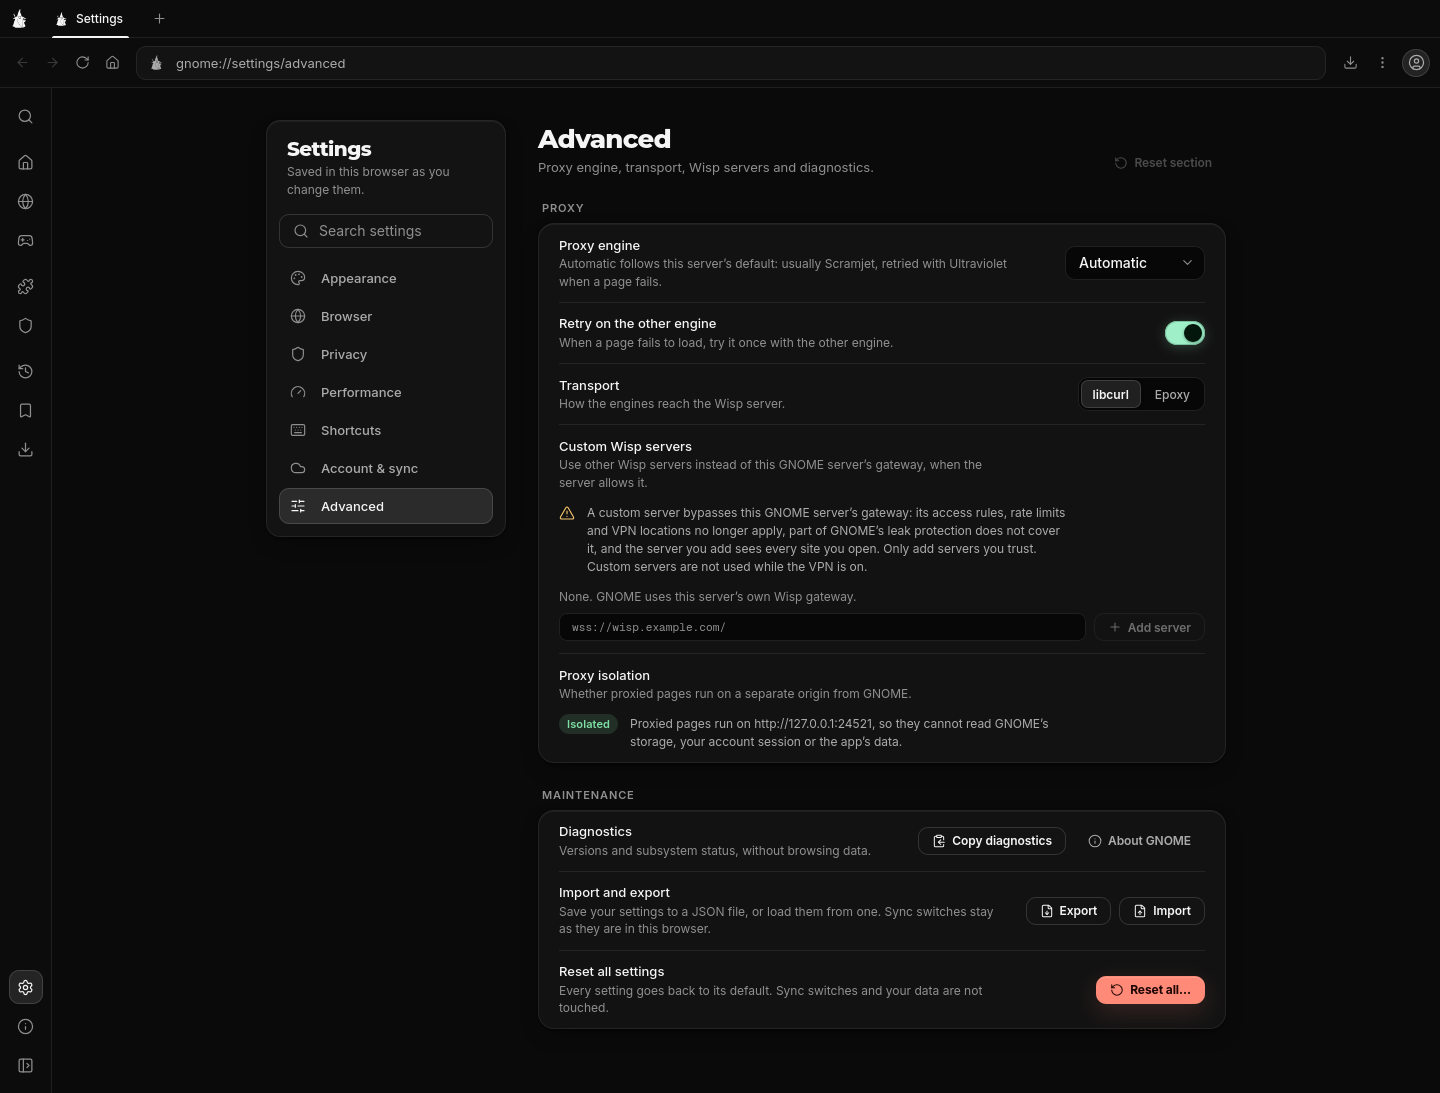 Settings
gnome://settings/advanced
Settings
Saved in this browser as you
change them.
Search settings
Appearance
Browser
Privacy
Performance
Shortcuts
Account & sync
Advanced
Advanced
Proxy engine, transport, Wisp servers and diagnostics.
Reset section
PROXY
Proxy engine
Automatic follows this server’s default: usually Scramjet, retried with Ultraviolet
when a page fails.
Automatic
Retry on the other engine
When a page fails to load, try it once with the other engine.
Transport
How the engines reach the Wisp server.
libcurl
Epoxy
Custom Wisp servers
Use other Wisp servers instead of this GNOME server’s gateway, when the
server allows it.
A custom server bypasses this GNOME server’s gateway: its access rules, rate limits
and VPN locations no longer apply, part of GNOME’s leak protection does not cover
it, and the server you add sees every site you open. Only add servers you trust.
Custom servers are not used while the VPN is on.
None. GNOME uses this server’s own Wisp gateway.
wss://wisp.example.com/
Add server
Proxy isolation
Whether proxied pages run on a separate origin from GNOME.
Isolated
Proxied pages run on http://127.0.0.1:24521, so they cannot read GNOME’s
storage, your account session or the app’s data.
MAINTENANCE
Diagnostics
Versions and subsystem status, without browsing data.
Copy diagnostics
About GNOME
Import and export
Save your settings to a JSON file, or load them from one. Sync switches stay
as they are in this browser.
Export
Import
Reset all settings
Every setting goes back to its default. Sync switches and your data are not
touched.
Reset all…